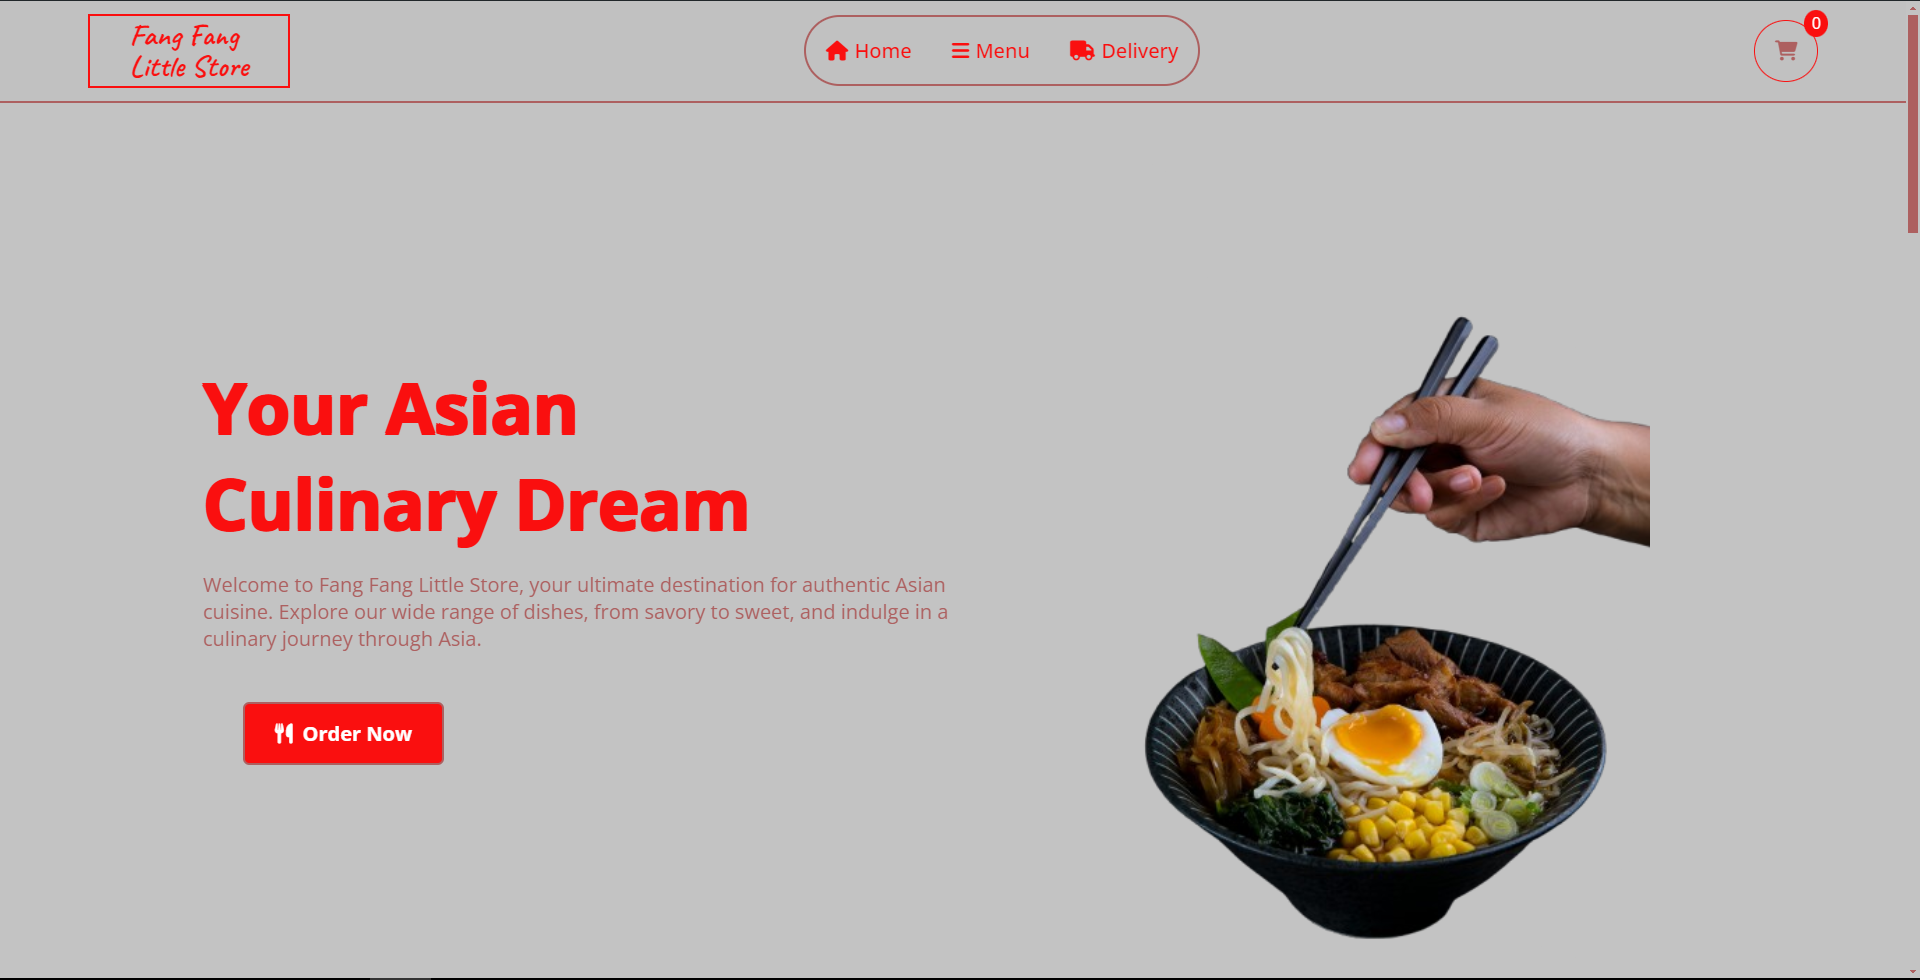 Fang Fang
Little Store
Home Menu Delivery
0
Your Asian
Culinary Dream
Welcome to Fang Fang Little Store, your ultimate destination for authentic Asian
cuisine. Explore our wide range of dishes, from savory to sweet, and indulge in a
culinary journey through Asia.
Order Now